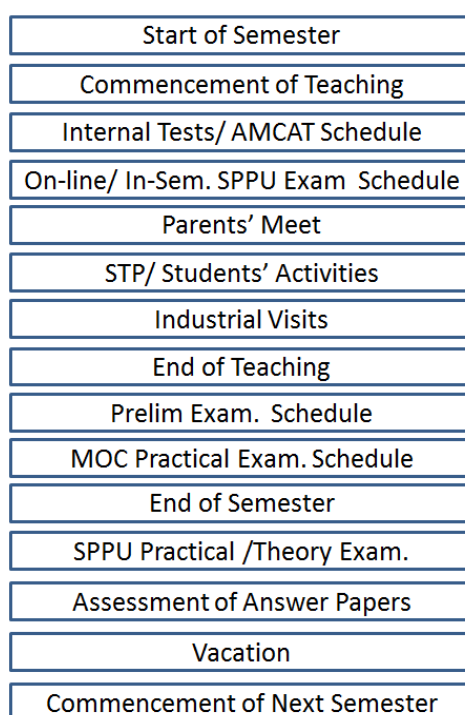 Start of Semester
Commencement of Teaching
Internal Tests/ AMCAT Schedule
On-line/ In-Sem. SPPU Exam Schedule
Parents' Meet
STP/ Students' Activities
Industrial Visits
End of Teaching
Prelim Exam. Schedule
MOC Practical Exam. Schedule
End of Semester
SPPU Practical /Theory Exam.
Assessment of Answer Papers
Vacation
Commencement of Next Semester